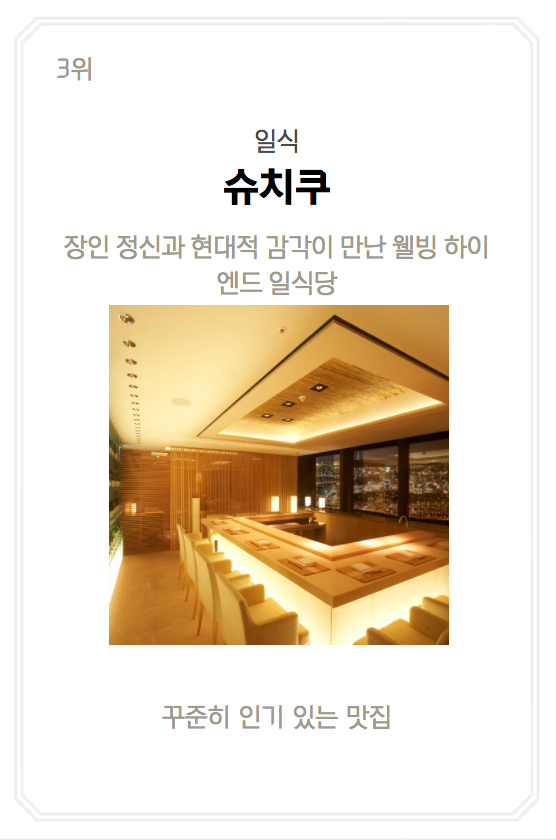 3위
일식
슈치쿠
장인 정신과 현대적 감각이 만난 웰빙 하이
엔드 일식당
꾸준히 인기 있는 맛집